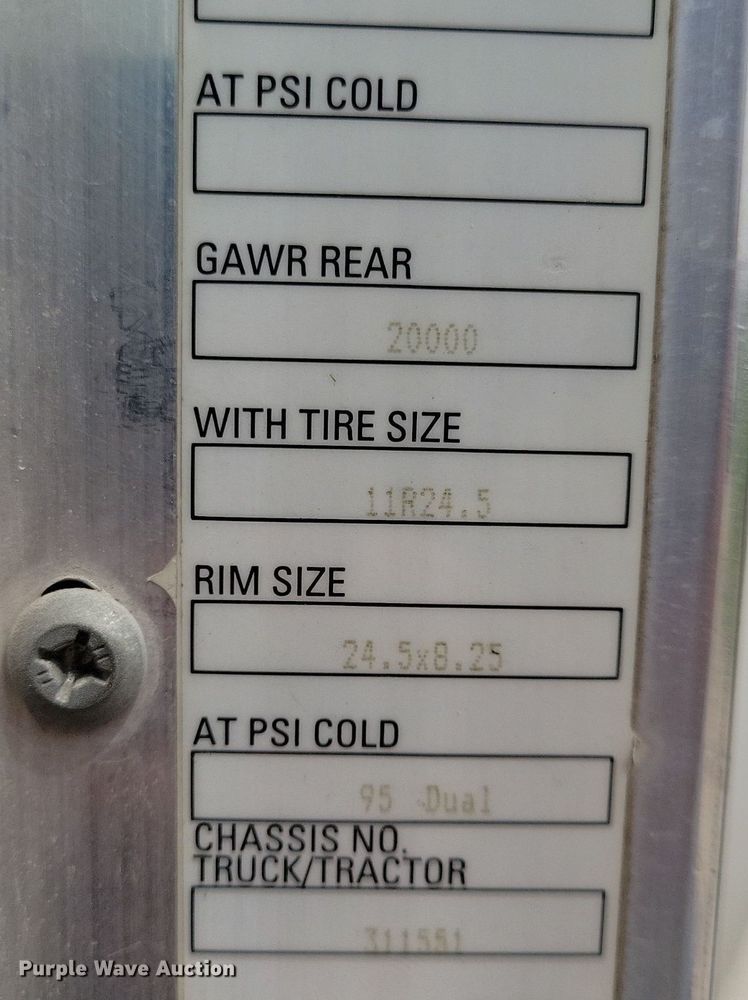 AT PSI COLD
GAWR REAR
20000
WITH TIRE SIZE
11R24.5
RIM SIZE
24.5x8.25
AT PSI COLD
95 Dual
CHASSIS NO.
TRUCK/TRACTOR
311551
Purple Wave Auction